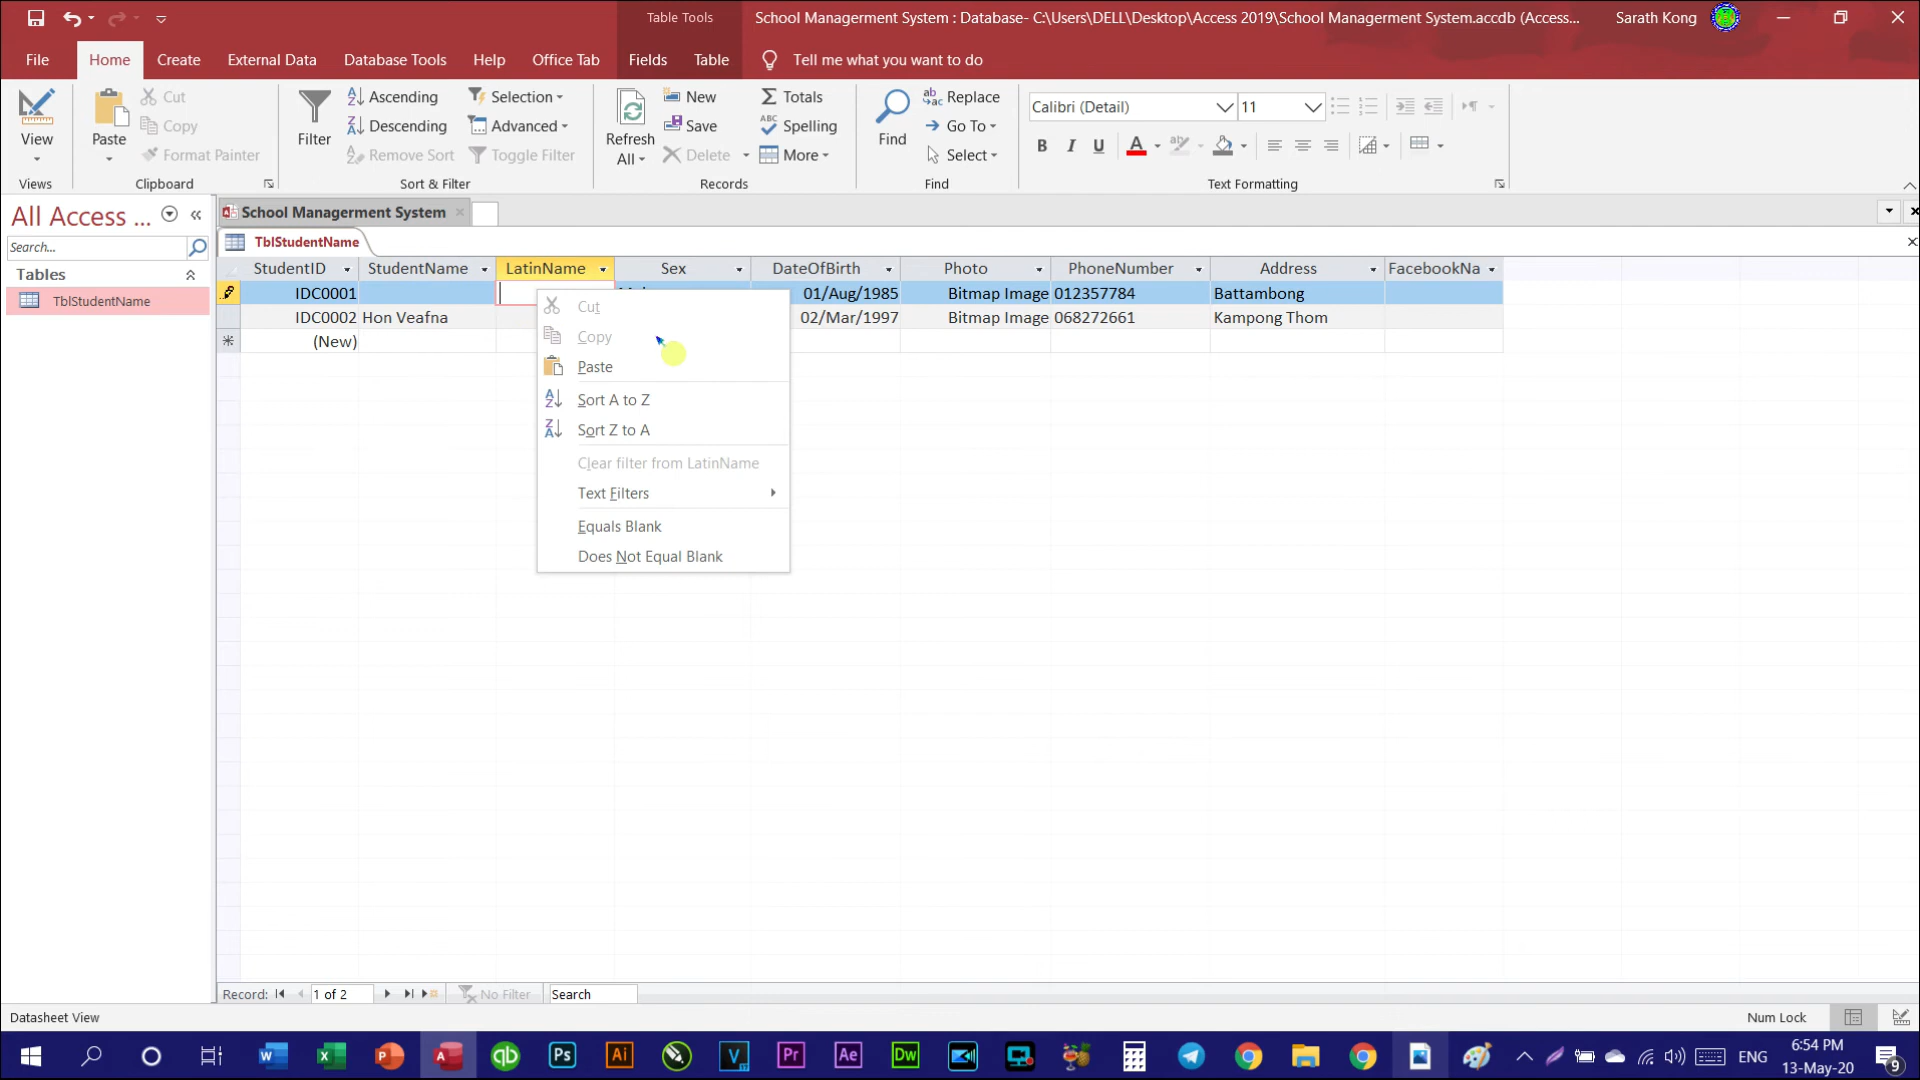 Table Tools
School Managerment System : Database- C:\Users\DELL\Desktop\Access 2019\School Managerment System.accdb (Access...
Sarath Kong
File
Home
Create
External Data
Database Tools
Help
Office Tab
Fields
Table
Tell me what you want to do
View
Views
Paste
Cut
Copy
Format Painter
Clipboard
Filter
Ascending
Descending
Remove Sort
Selection
Advanced
Toggle Filter
Sort & Filter
Refresh
All
New
Save
Delete
Totals
Spelling
More
Records
Find
Replace
Go To
Select
Find
Calibri (Detail)
11
B I U
Text Formatting
All Access ...
Search...
Tables
TblStudentName
School Managerment System
TblStudentName
StudentID StudentName LatinName Sex DateOfBirth Photo PhoneNumber Address FacebookNa
IDC0001 01/Aug/1985 Bitmap Image 012357784 Battambong
IDC0002 Hon Veafna 02/Mar/1997 Bitmap Image 068272661 Kampong Thom
(New)
Cut
Copy
Paste
Sort A to Z
Sort Z to A
Clear filter from LatinName
Text Filters
Equals Blank
Does Not Equal Blank
Record: 1 of 2 No Filter Search
Datasheet View
Num Lock
ENG
6:54 PM
13-May-20
9